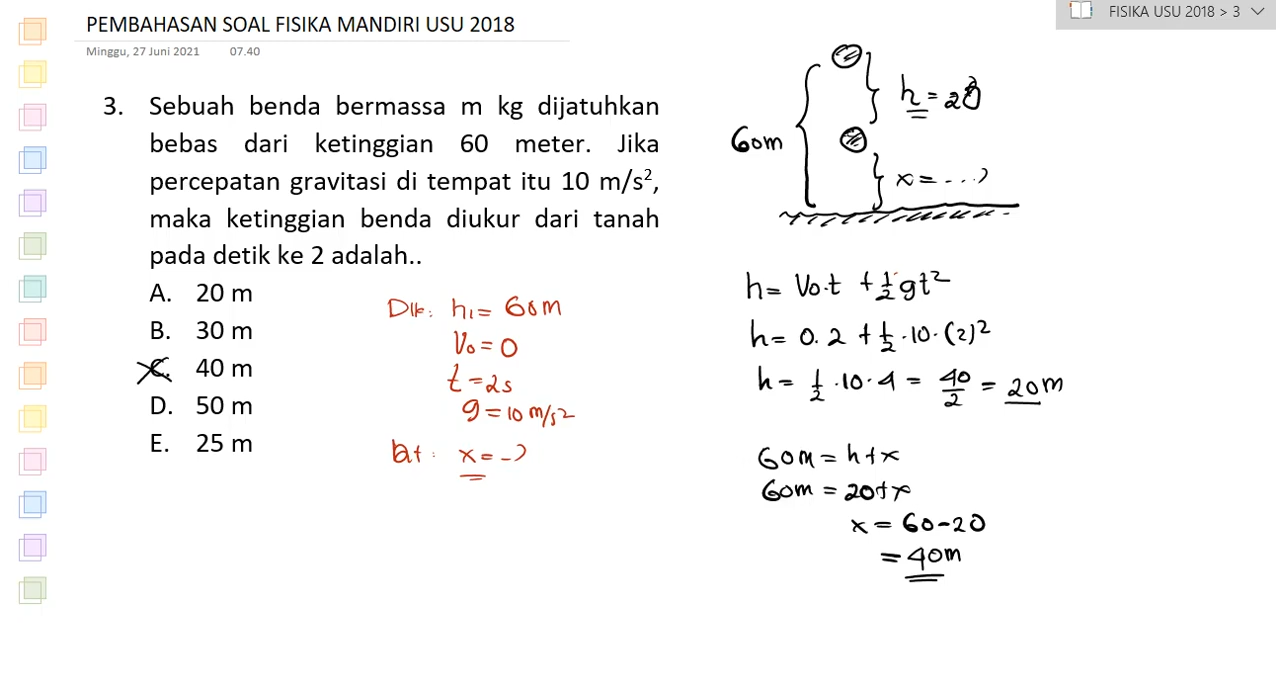 PEMBAHASAN SOAL FISIKA MANDIRI USU 2018
Minggu, 27 Juni 2021 07.40
FISIKA USU 2018 > 3
3. Sebuah benda bermassa m kg dijatuhkan
bebas dari ketinggian 60 meter. Jika
percepatan gravitasi di tempat itu 10 m/s²,
maka ketinggian benda diukur dari tanah
pada detik ke 2 adalah..
A. 20 m
B. 30 m
C. 40 m
D. 50 m
E. 25 m
Dik: h₁ = 60m
V₀ = 0
t = 2s
g = 10 m/s²
Dit: x = ...?
60m
h = 20
x = ...?
h = V₀.t + ½gt²
h = 0.2 + ½.10.(2)²
h = ½.10.4 = 40/2 = 20m
60m = h+x
60m = 20+x
x = 60-20
= 40m